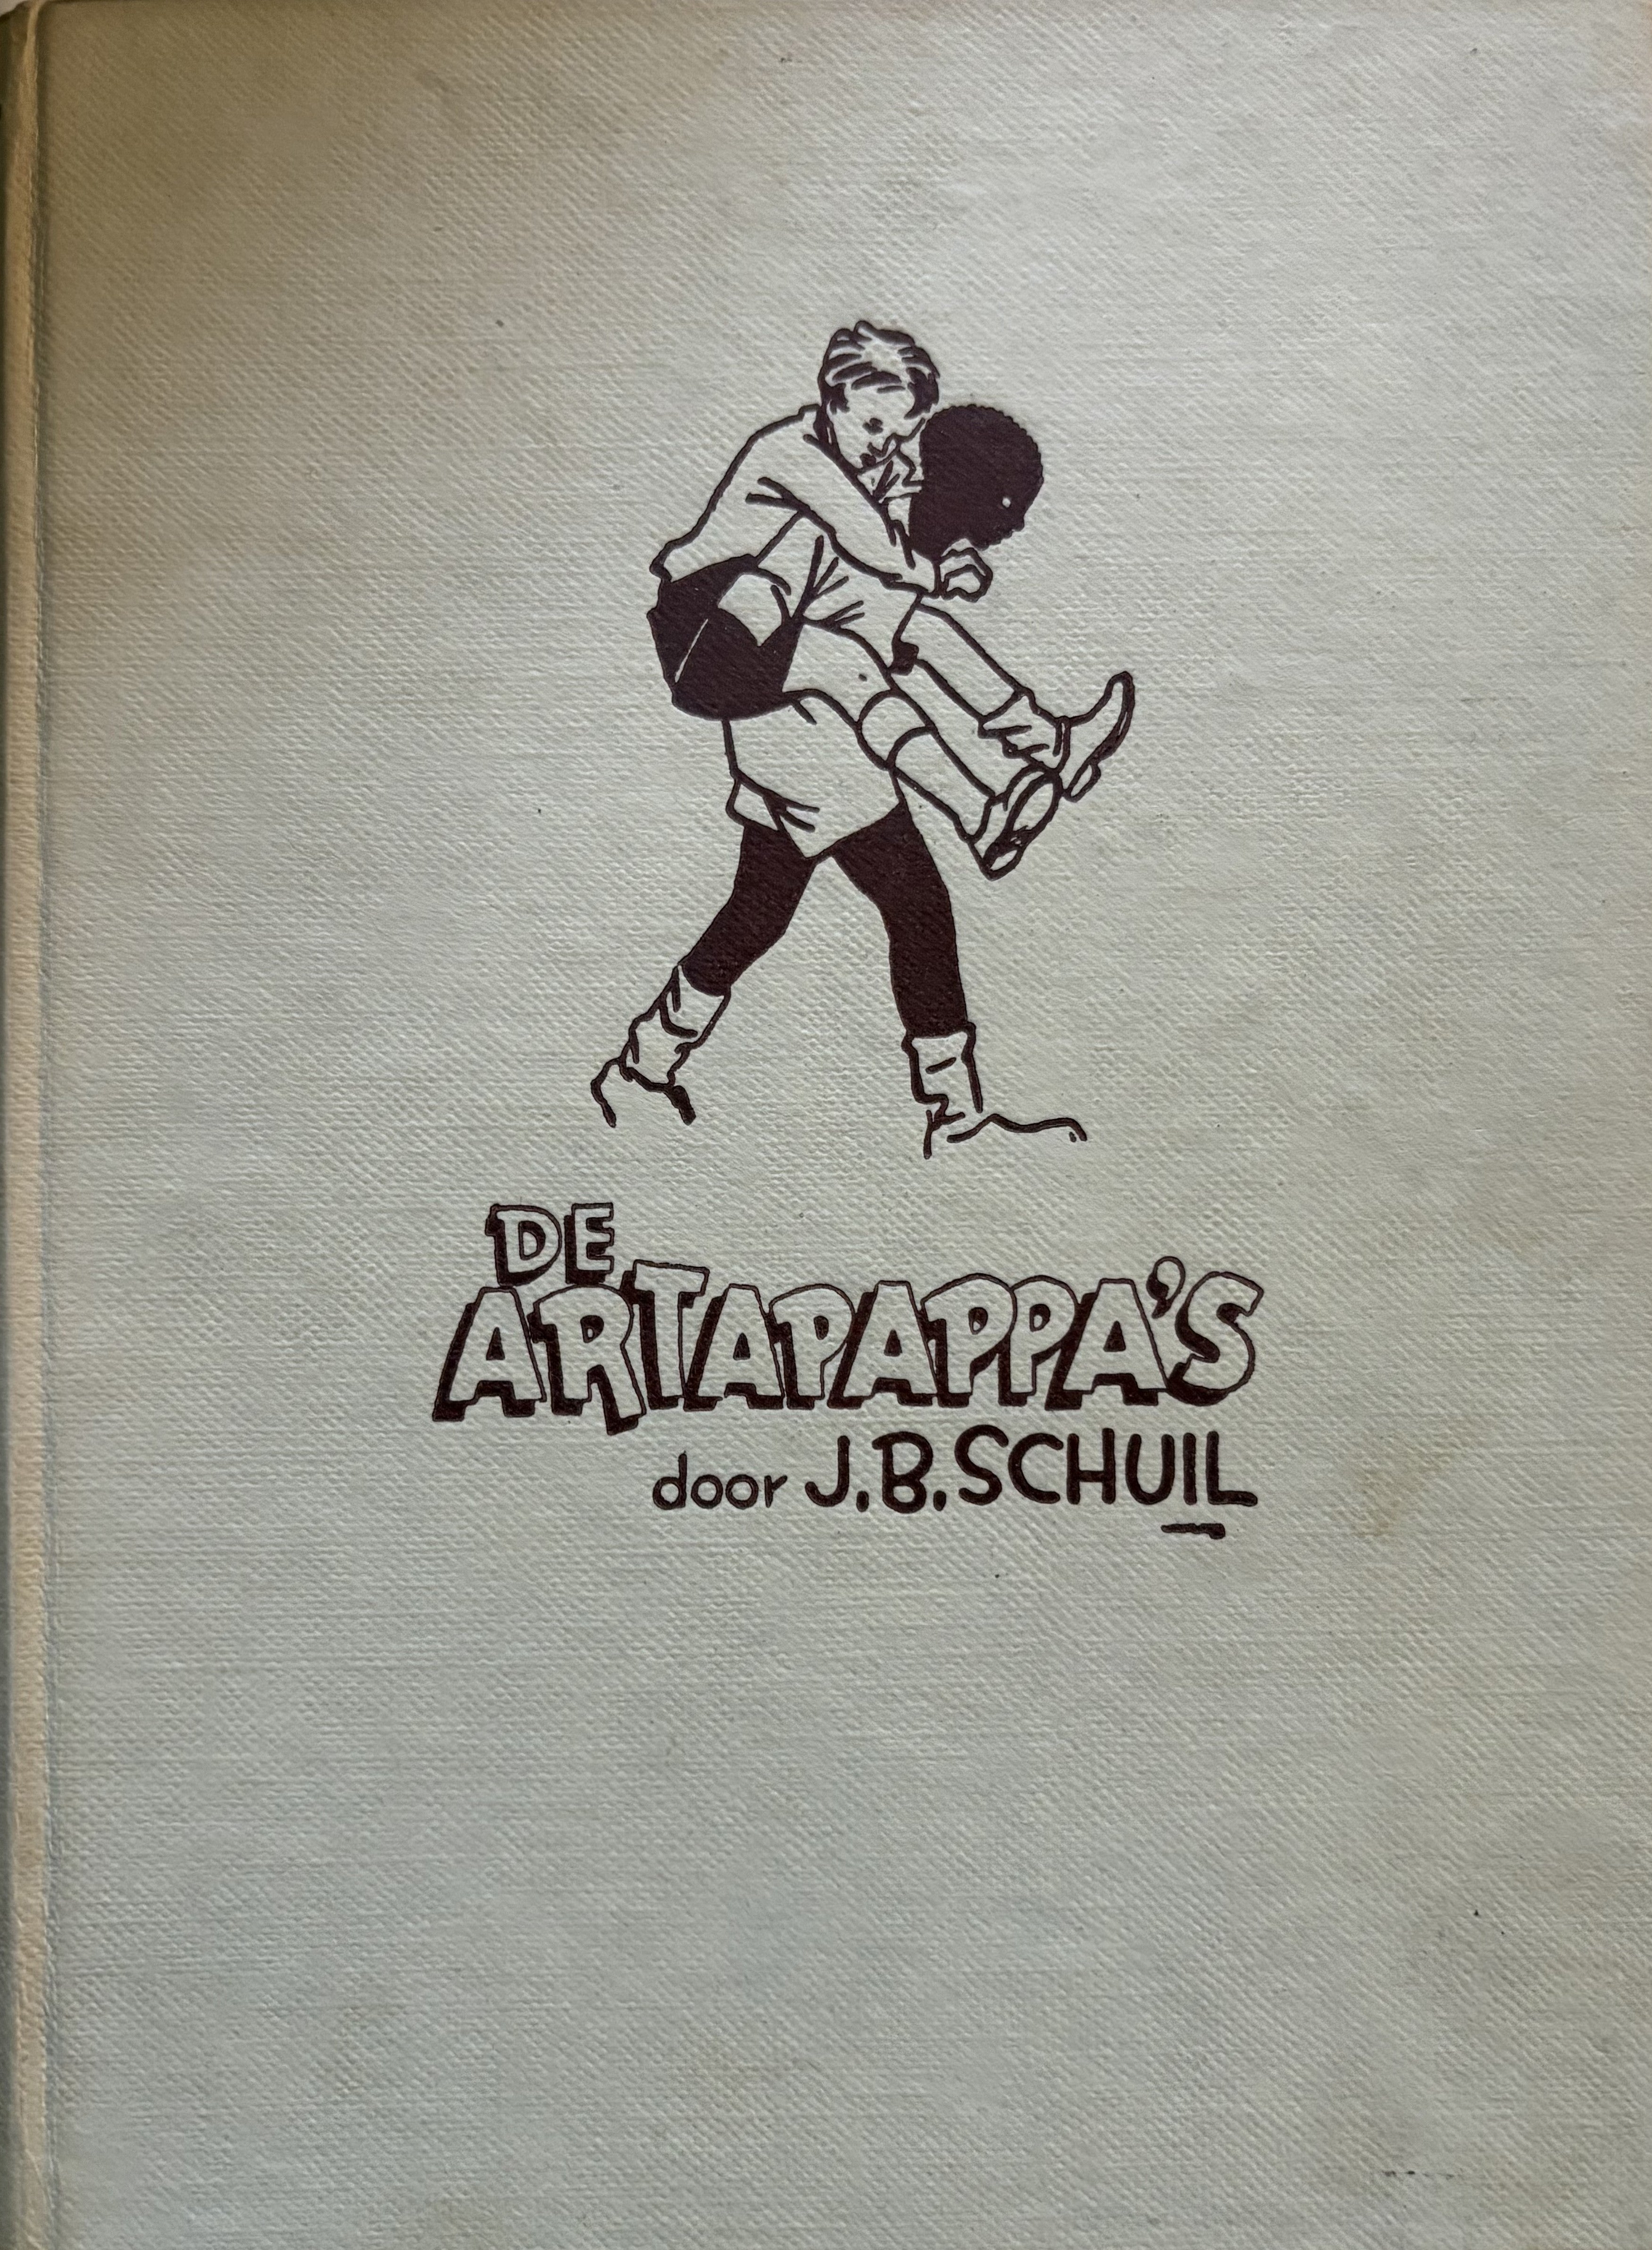 DE
ARTAPAPPA'S
door J.B. SCHUIL